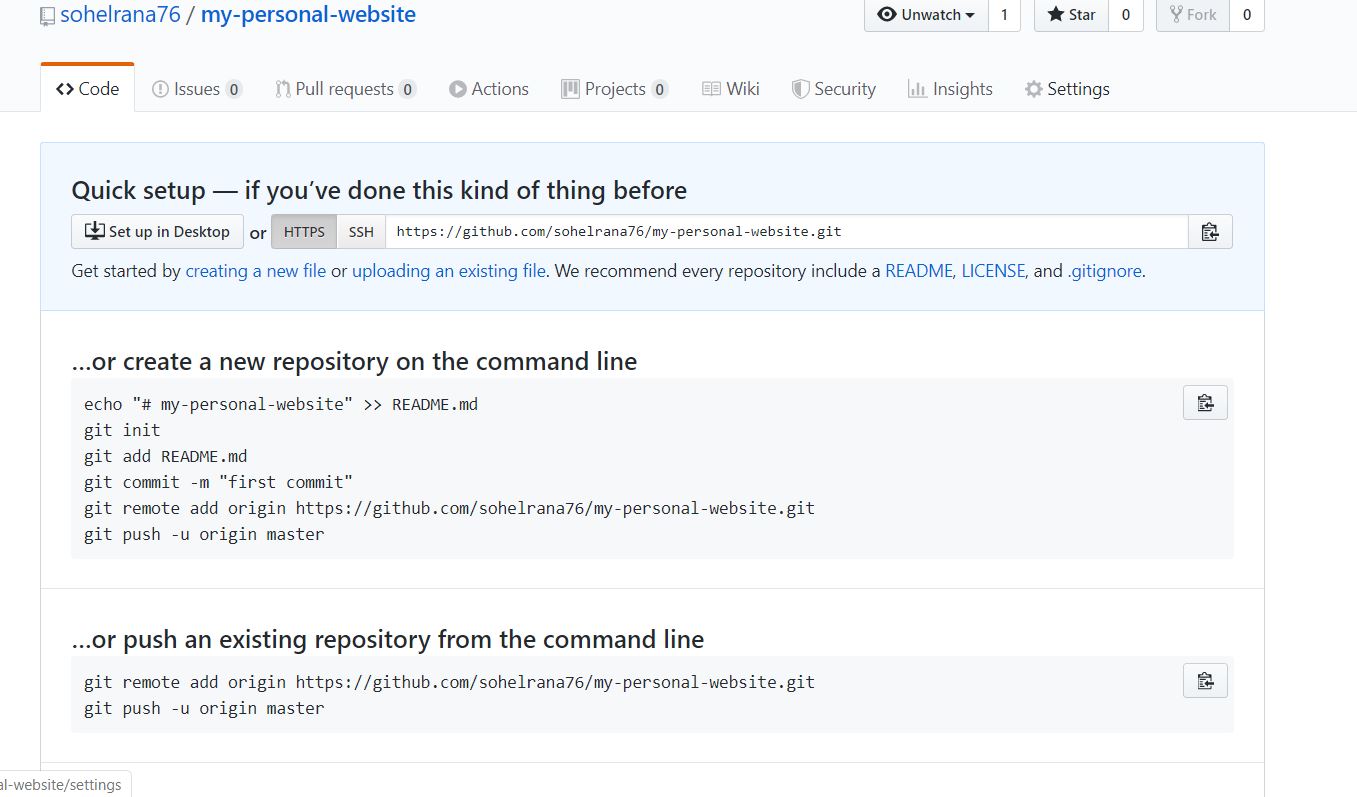 sohelrana76 / my-personal-website
Unwatch 1 Star 0 Fork 0
Code Issues 0 Pull requests 0 Actions Projects 0 Wiki Security Insights Settings
Quick setup — if you’ve done this kind of thing before
Set up in Desktop or HTTPS SSH https://github.com/sohelrana76/my-personal-website.git
Get started by creating a new file or uploading an existing file. We recommend every repository include a README, LICENSE, and .gitignore.
…or create a new repository on the command line
echo "# my-personal-website" >> README.md
git init
git add README.md
git commit -m "first commit"
git remote add origin https://github.com/sohelrana76/my-personal-website.git
git push -u origin master
…or push an existing repository from the command line
git remote add origin https://github.com/sohelrana76/my-personal-website.git
git push -u origin master
al-website/settings